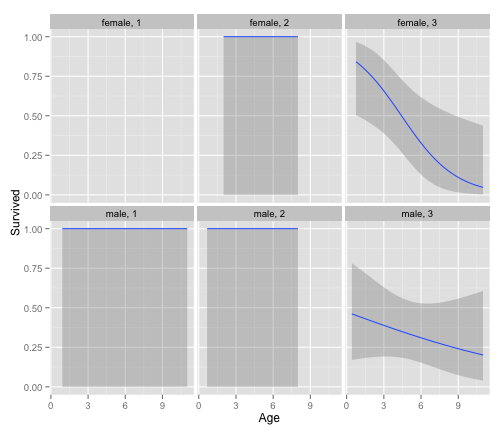 female, 1 female, 2 female, 3
1.00
0.75
0.50
0.25
0.00
Survived
male, 1 male, 2 male, 3
1.00
0.75
0.50
0.25
0.00
0 3 6 9 0 3 6 9 0 3 6 9
Age